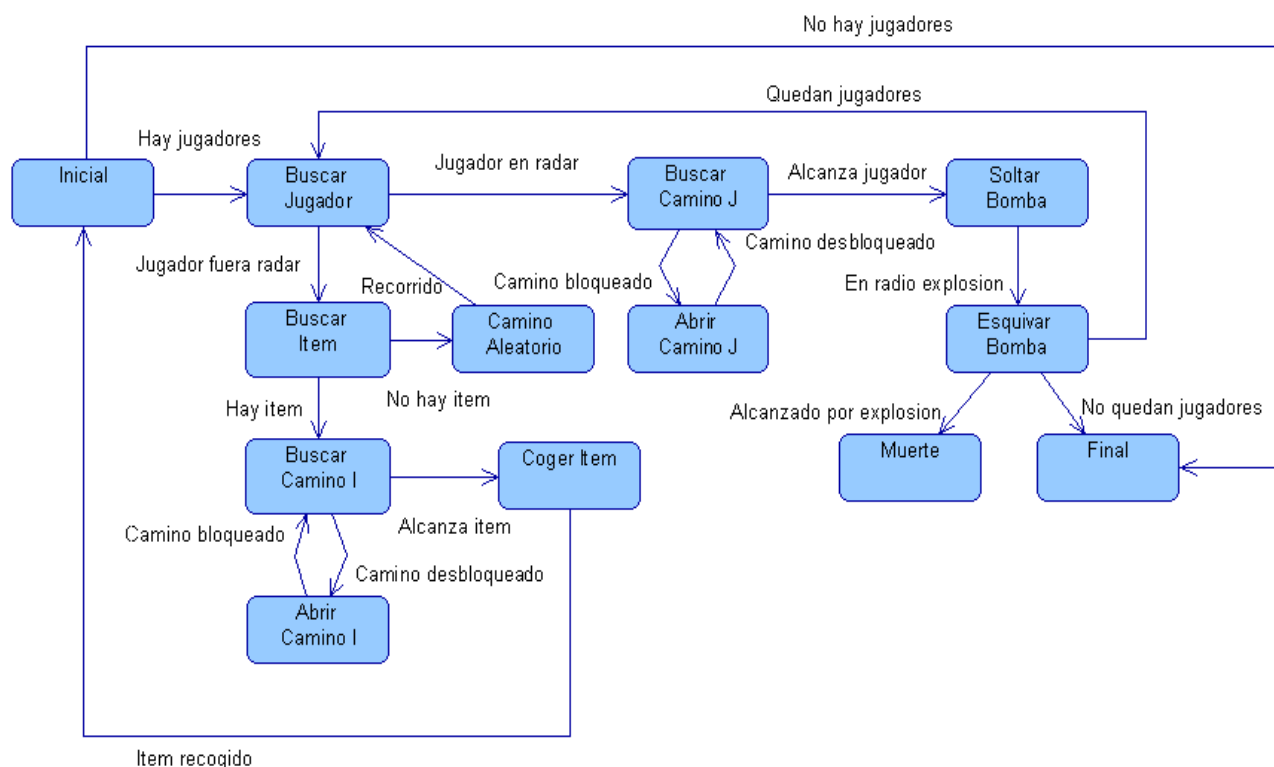 No hay jugadores
Quedan jugadores
Hay jugadores
Inicial
Buscar
Jugador
Jugador en radar
Buscar
Camino J
Alcanza jugador
Soltar
Bomba
Jugador fuera radar
Recorrido
Camino bloqueado
Camino desbloqueado
En radio explosion
Buscar
Item
Camino
Aleatorio
Abrir
Camino J
Esquivar
Bomba
Hay item
No hay item
Alcanzado por explosion
No quedan jugadores
Buscar
Camino I
Coger Item
Muerte
Final
Camino bloqueado
Alcanza item
Camino desbloqueado
Abrir
Camino I
Item recogido